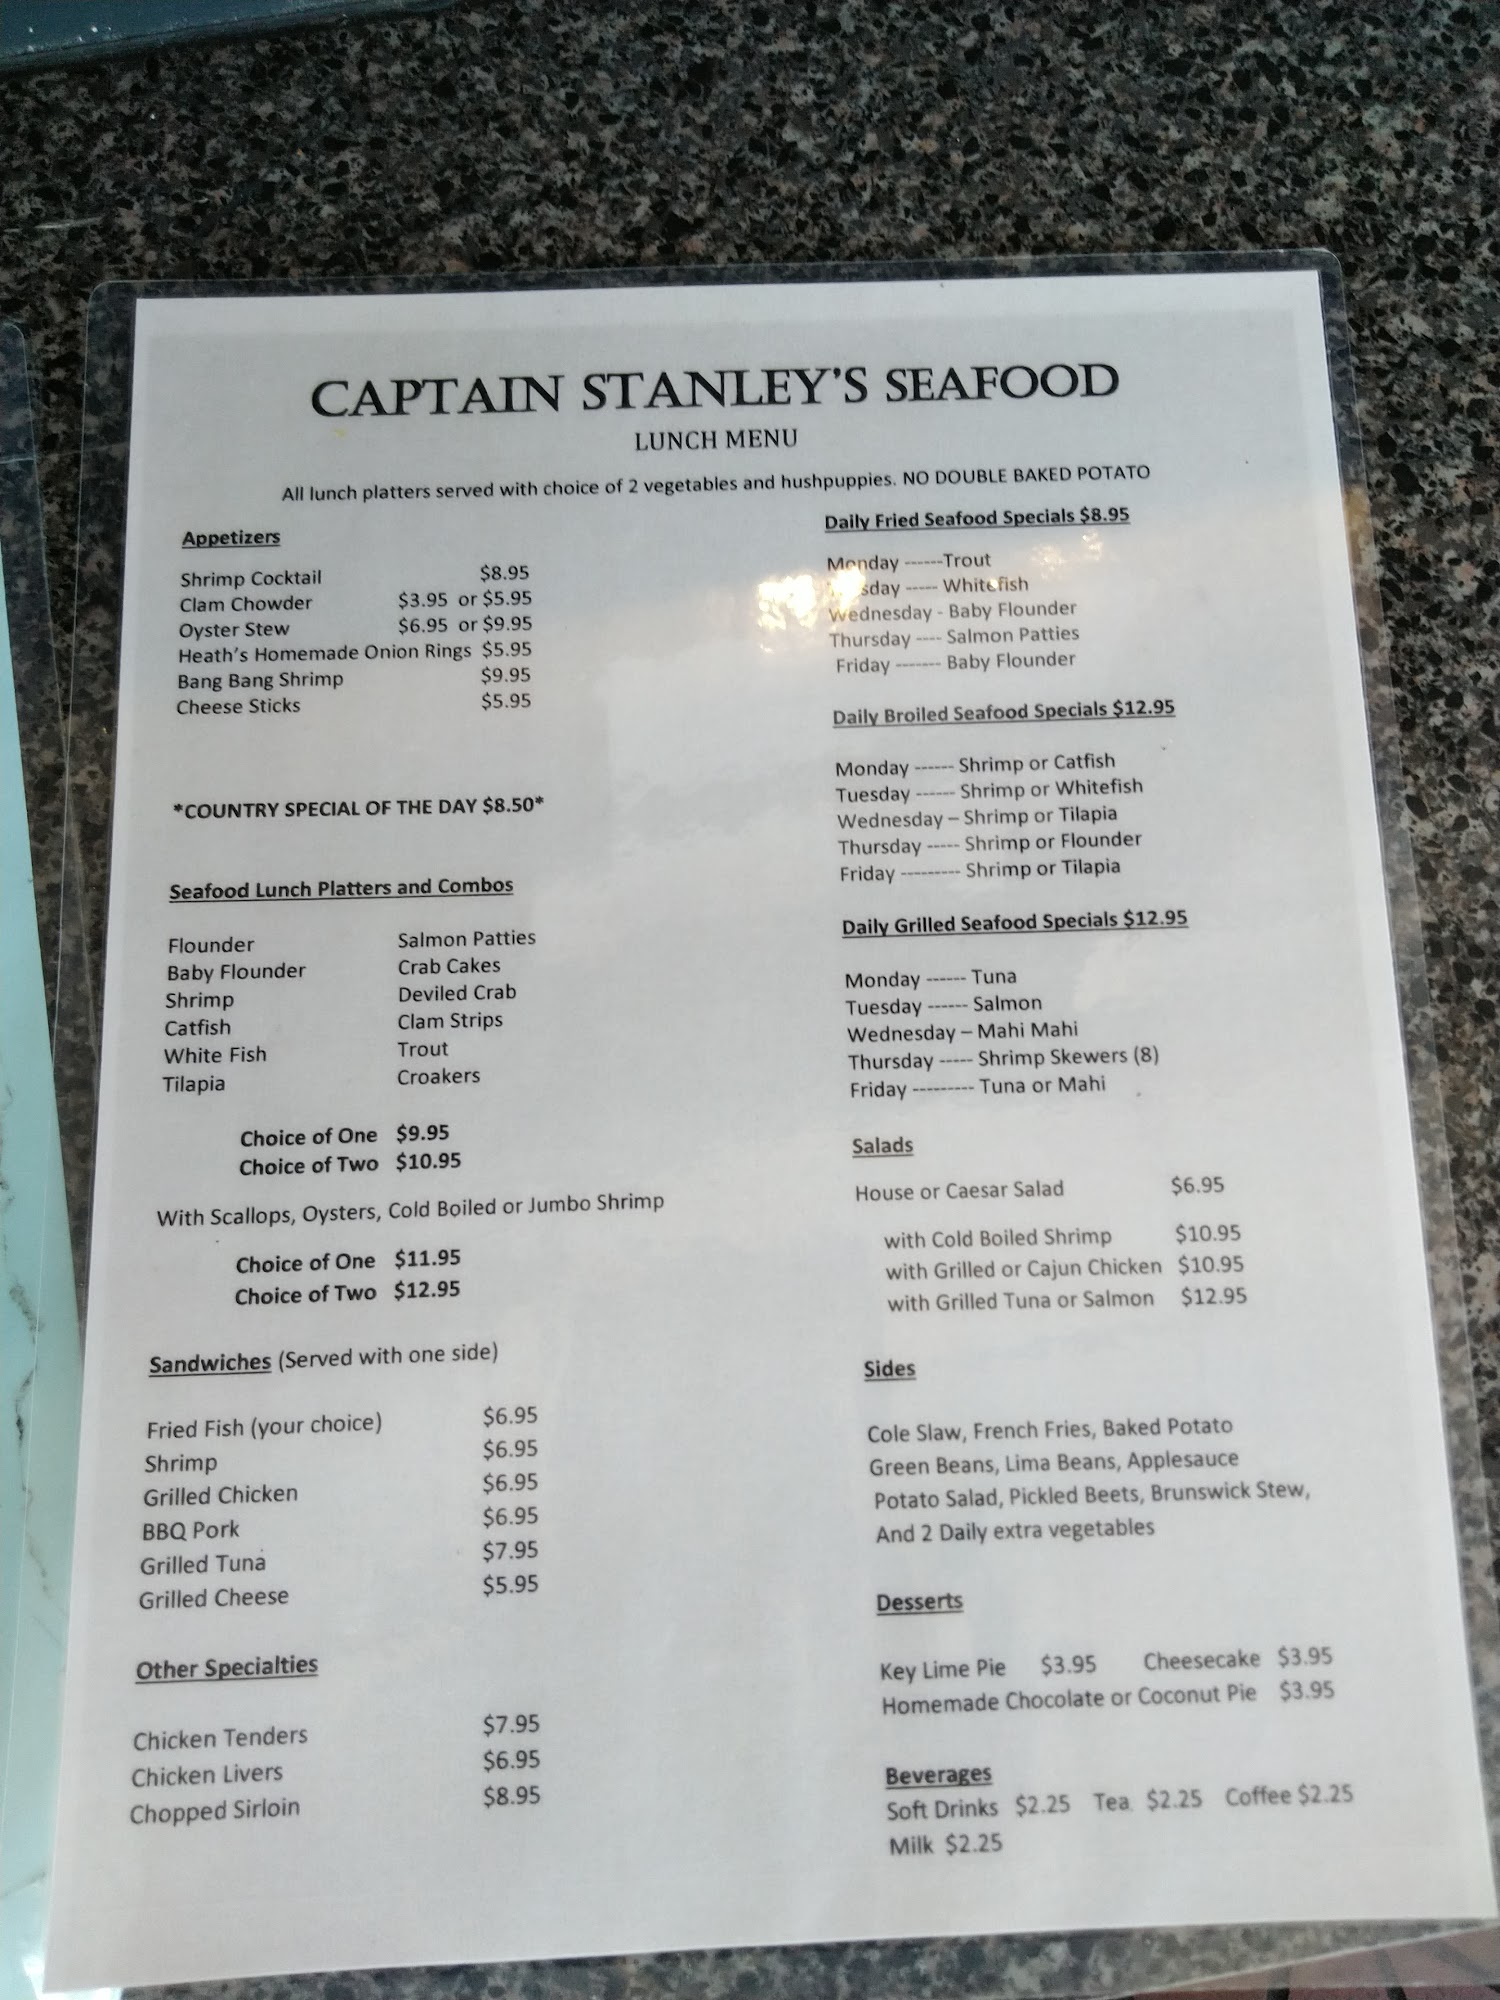 CAPTAIN STANLEY'S SEAFOOD
LUNCH MENU
All lunch platters served with choice of 2 vegetables and hushpuppies. NO DOUBLE BAKED POTATO
Appetizers
Shrimp Cocktail $8.95
Clam Chowder $3.95 or $5.95
Oyster Stew $6.95 or $9.95
Heath's Homemade Onion Rings $5.95
Bang Bang Shrimp $9.95
Cheese Sticks $5.95
*COUNTRY SPECIAL OF THE DAY $8.50*
Seafood Lunch Platters and Combos
Flounder Salmon Patties
Baby Flounder Crab Cakes
Shrimp Deviled Crab
Catfish Clam Strips
White Fish Trout
Tilapia Croakers
Choice of One $9.95
Choice of Two $10.95
With Scallops, Oysters, Cold Boiled or Jumbo Shrimp
Choice of One $11.95
Choice of Two $12.95
Sandwiches (Served with one side)
Fried Fish (your choice) $6.95
Shrimp $6.95
Grilled Chicken $6.95
BBQ Pork $6.95
Grilled Tuna $7.95
Grilled Cheese $5.95
Other Specialties
Chicken Tenders $7.95
Chicken Livers $6.95
Chopped Sirloin $8.95
Daily Fried Seafood Specials $8.95
Monday ------Trout
----- Whitefish
Wednesday - Baby Flounder
Thursday ---- Salmon Patties
Friday ------- Baby Flounder
Daily Broiled Seafood Specials $12.95
Monday ------ Shrimp or Catfish
Tuesday ------ Shrimp or Whitefish
Wednesday – Shrimp or Tilapia
Thursday ----- Shrimp or Flounder
Friday --------- Shrimp or Tilapia
Daily Grilled Seafood Specials $12.95
Monday ------ Tuna
Tuesday ------ Salmon
Wednesday – Mahi Mahi
Thursday ----- Shrimp Skewers (8)
Friday --------- Tuna or Mahi
Salads
House or Caesar Salad $6.95
with Cold Boiled Shrimp $10.95
with Grilled or Cajun Chicken $10.95
with Grilled Tuna or Salmon $12.95
Sides
Cole Slaw, French Fries, Baked Potato
Green Beans, Lima Beans, Applesauce
Potato Salad, Pickled Beets, Brunswick Stew,
And 2 Daily extra vegetables
Desserts
Key Lime Pie $3.95 Cheesecake $3.95
Homemade Chocolate or Coconut Pie $3.95
Beverages
Soft Drinks $2.25 Tea $2.25 Coffee $2.25
Milk $2.25